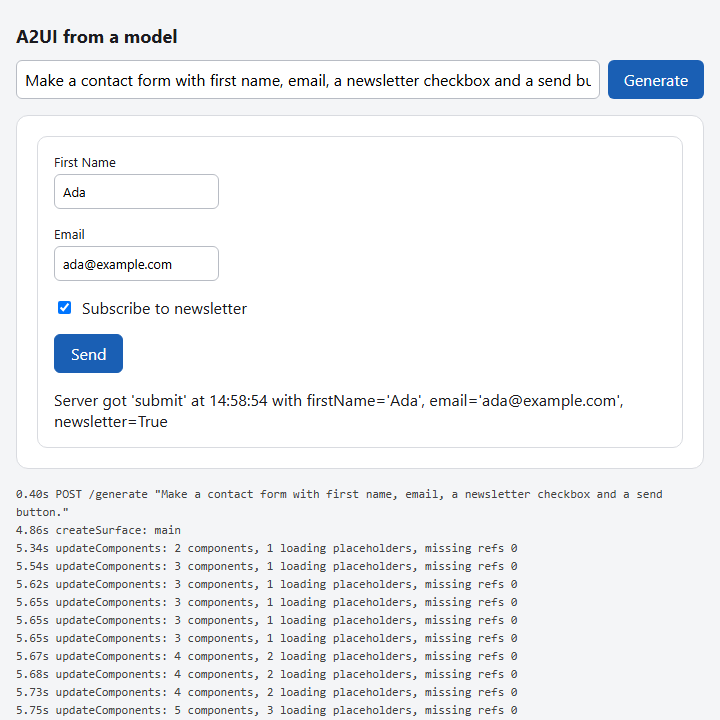 A2UI from a model
Make a contact form with first name, email, a newsletter checkbox and a send bu
Generate
First Name
Ada
Email
ada@example.com
Subscribe to newsletter
Send
Server got 'submit' at 14:58:54 with firstName='Ada', email='ada@example.com',
newsletter=True
0.40s POST /generate "Make a contact form with first name, email, a newsletter checkbox and a send
button."
4.86s createSurface: main
5.34s updateComponents: 2 components, 1 loading placeholders, missing refs 0
5.54s updateComponents: 3 components, 1 loading placeholders, missing refs 0
5.62s updateComponents: 3 components, 1 loading placeholders, missing refs 0
5.65s updateComponents: 3 components, 1 loading placeholders, missing refs 0
5.65s updateComponents: 3 components, 1 loading placeholders, missing refs 0
5.65s updateComponents: 3 components, 1 loading placeholders, missing refs 0
5.67s updateComponents: 4 components, 2 loading placeholders, missing refs 0
5.68s updateComponents: 4 components, 2 loading placeholders, missing refs 0
5.73s updateComponents: 4 components, 2 loading placeholders, missing refs 0
5.75s updateComponents: 5 components, 3 loading placeholders, missing refs 0